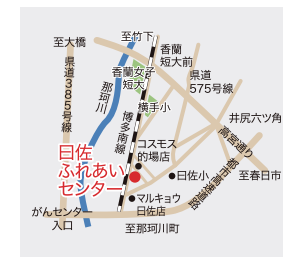 至竹下
至大橋
香蘭
短大前
香蘭女子
短大
県道
575号線
県道385号線
那珂川
横手小
井尻六ツ角
博多南線
高宮通り
コスモス
的場店
都市高速道路
曰佐
ふれあい
センター
曰佐小
至春日市
マルキョウ
曰佐店
がんセンター
入口
至那珂川町